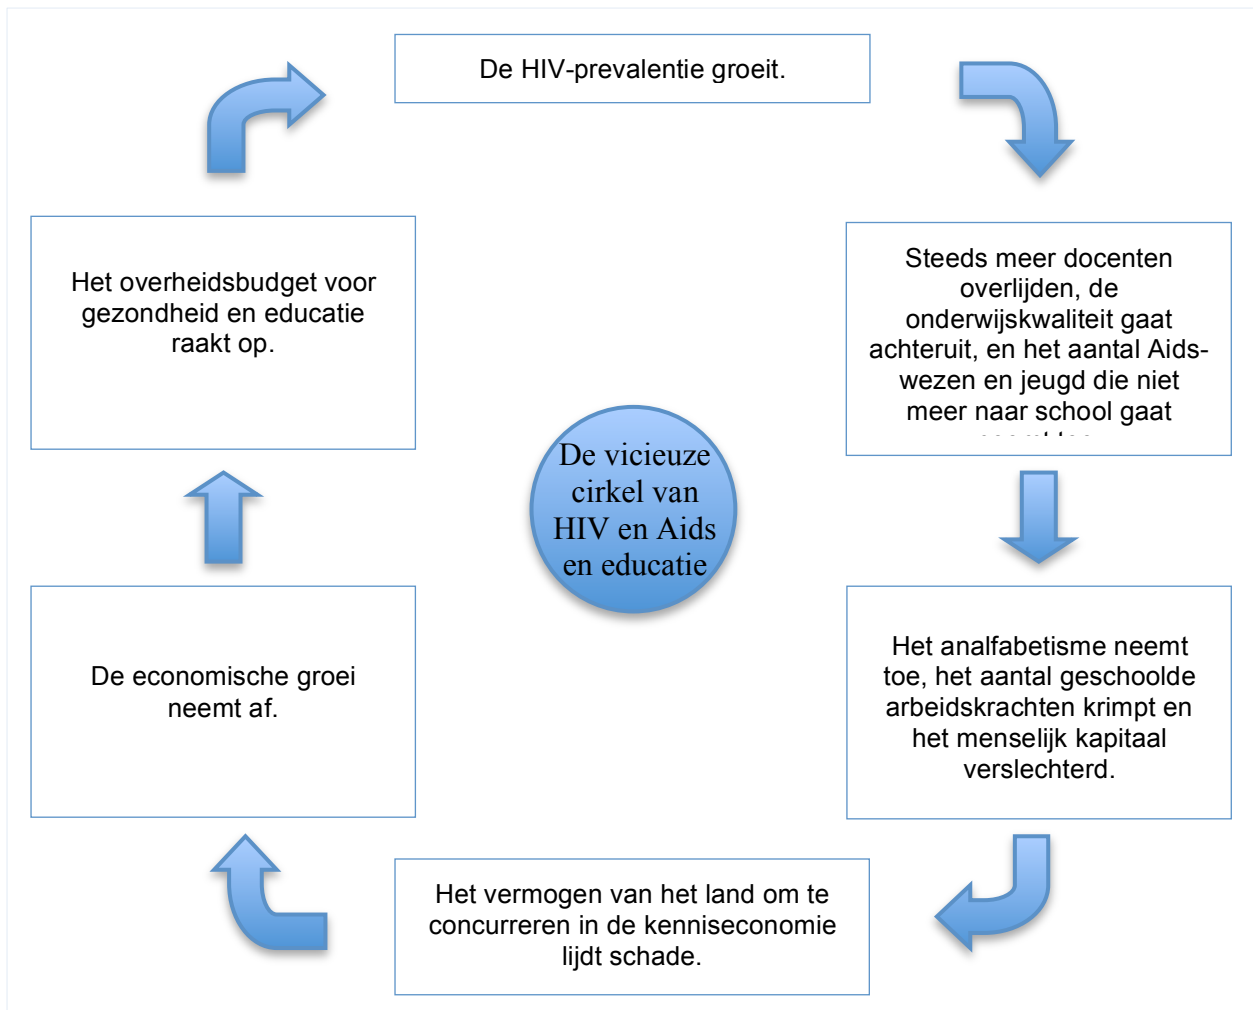 De HIV-prevalentie groeit.
Steeds meer docenten
overlijden, de
onderwijskwaliteit gaat
achteruit, en het aantal Aids-
wezen en jeugd die niet
meer naar school gaat
Het analfabetisme neemt
toe, het aantal geschoolde
arbeidskrachten krimpt en
het menselijk kapitaal
verslechterd.
Het vermogen van het land om te
concurreren in de kenniseconomie
lijdt schade.
De economische groei
neemt af.
Het overheidsbudget voor
gezondheid en educatie
raakt op.
De vicieuze
cirkel van
HIV en Aids
en educatie